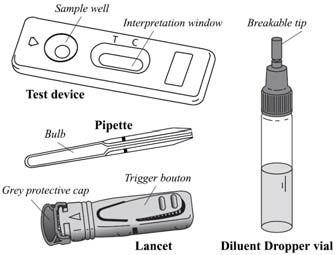 Sample well
Interpretation window
T C
Test device
Breakable tip
Pipette
Bulb
Grey protective cap
Trigger bouton
Lancet
Diluent Dropper vial